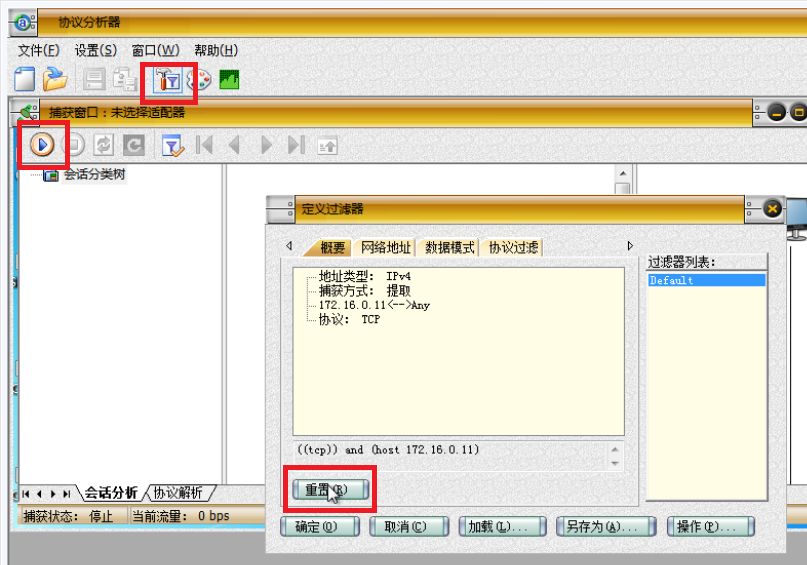 协议分析器
文件(F) 设置(S) 窗口(W) 帮助(H)
捕获窗口：未选择适配器
会话分类树
定义过滤器
概要 网络地址 数据模式 协议过滤
过滤器列表：
Default
地址类型： IPv4
捕获方式： 提取
172.16.0.11<-->Any
协议： TCP
((tcp)) and (host 172.16.0.11)
重置(R)
会话分析 协议解析
捕获状态： 停止 当前流量： 0 bps
确定(O) 取消(C) 加载(L)... 另存为(A)... 操作(P)...